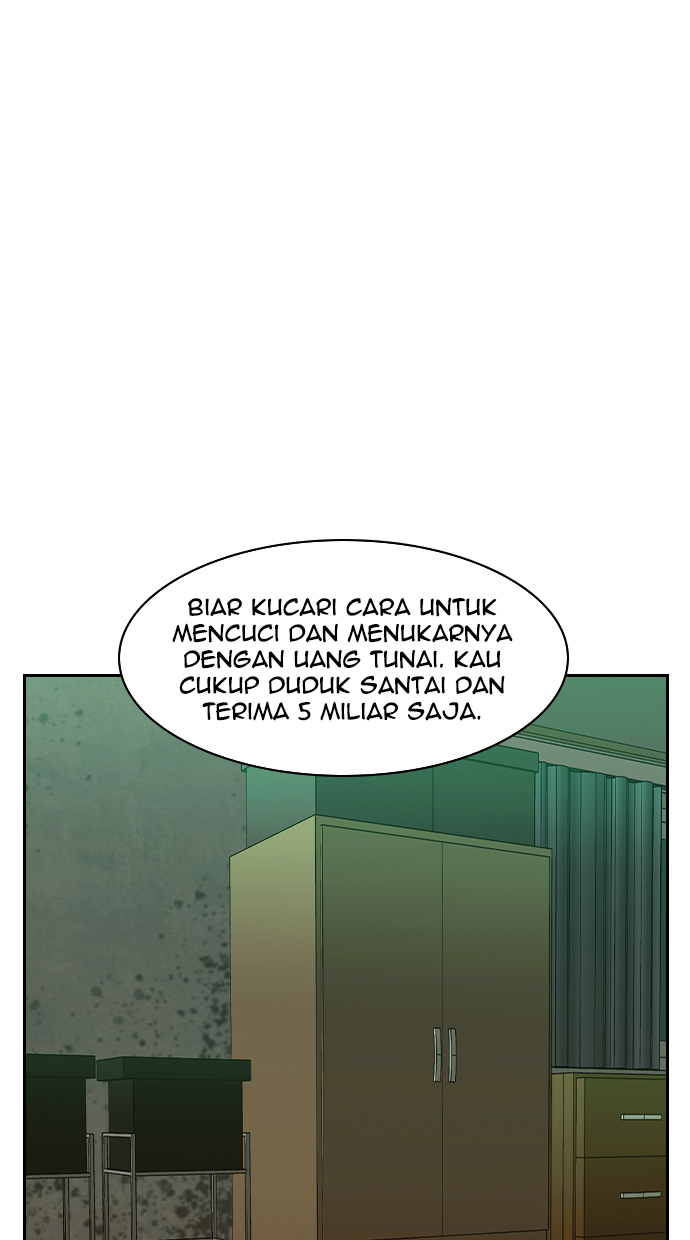 BIAR KUCARI CARA UNTUK
MENCUCI DAN MENUKARNYA
DENGAN UANG TUNAI. KAU
CUKUP DUDUK SANTAI DAN
TERIMA 5 MILIAR SAJA.